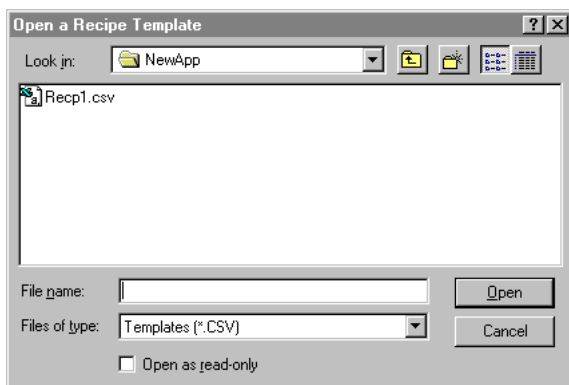 Open a Recipe Template
Look in: NewApp
Recp1.csv
File name:
Open
Files of type: Templates (*.CSV)
Cancel
Open as read-only